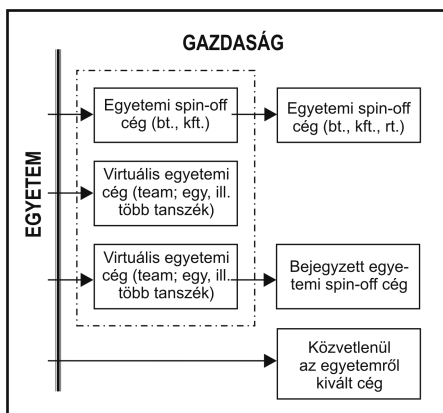 GAZDASÁG
EGYETEM
Egyetemi spin-off
cég (bt., kft.)
Egyetemi spin-off
cég (bt., kft., rt.)
Virtuális egyetemi
cég (team; egy, ill.
több tanszék)
Virtuális egyetemi
cég (team; egy, ill.
több tanszék)
Bejegyzett egye-
temi spin-off cég
Közvetlenül
az egyetemről
kivált cég